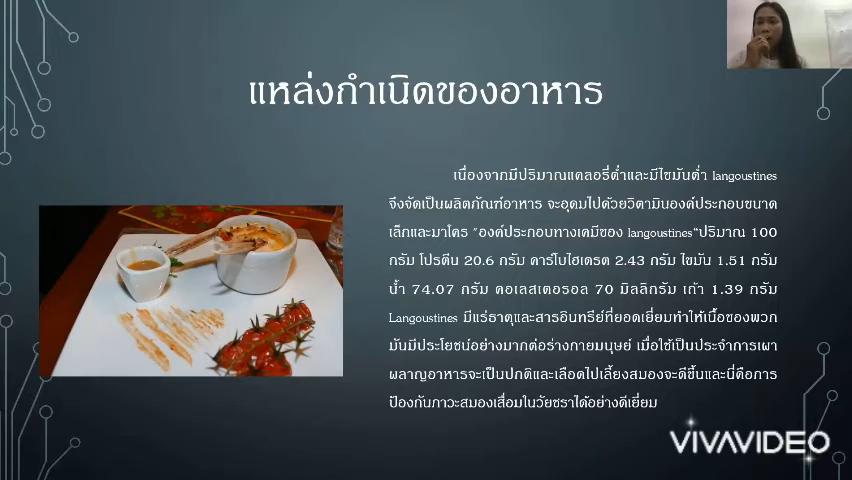 แหล่งกำเนิดของอาหาร
เนื่องจากมีปริมาณแคลอรี่ต่ำและมีไขมันต่ำ langoustines
จึงจัดเป็นผลิตภัณฑ์อาหาร จะอุดมไปด้วยวิตามินองค์ประกอบขนาด
เล็กและมาโคร "องค์ประกอบทางเคมีของ langoustines"ปริมาณ 100
กรัม โปรตีน 20.6 กรัม คาร์โบไฮเดรต 2.43 กรัม ไขมัน 1.51 กรัม
น้ำ 74.07 กรัม คอเลสเตอรอล 70 มิลลิกรัม เถ้า 1.39 กรัม
Langoustines มีแร่ธาตุและสารอินทรีย์ที่ยอดเยี่ยมทำให้เนื้อของพวก
มันมีประโยชน์อย่างมากต่อร่างกายมนุษย์ เมื่อใช้เป็นประจำการเผา
ผลาญอาหารจะเป็นปกติและเลือดไปเลี้ยงสมองจะดีขึ้นและนี่คือการ
ป้องกันภาวะสมองเสื่อมในวัยชราได้อย่างดีเยี่ยม
VIVAVIDEO